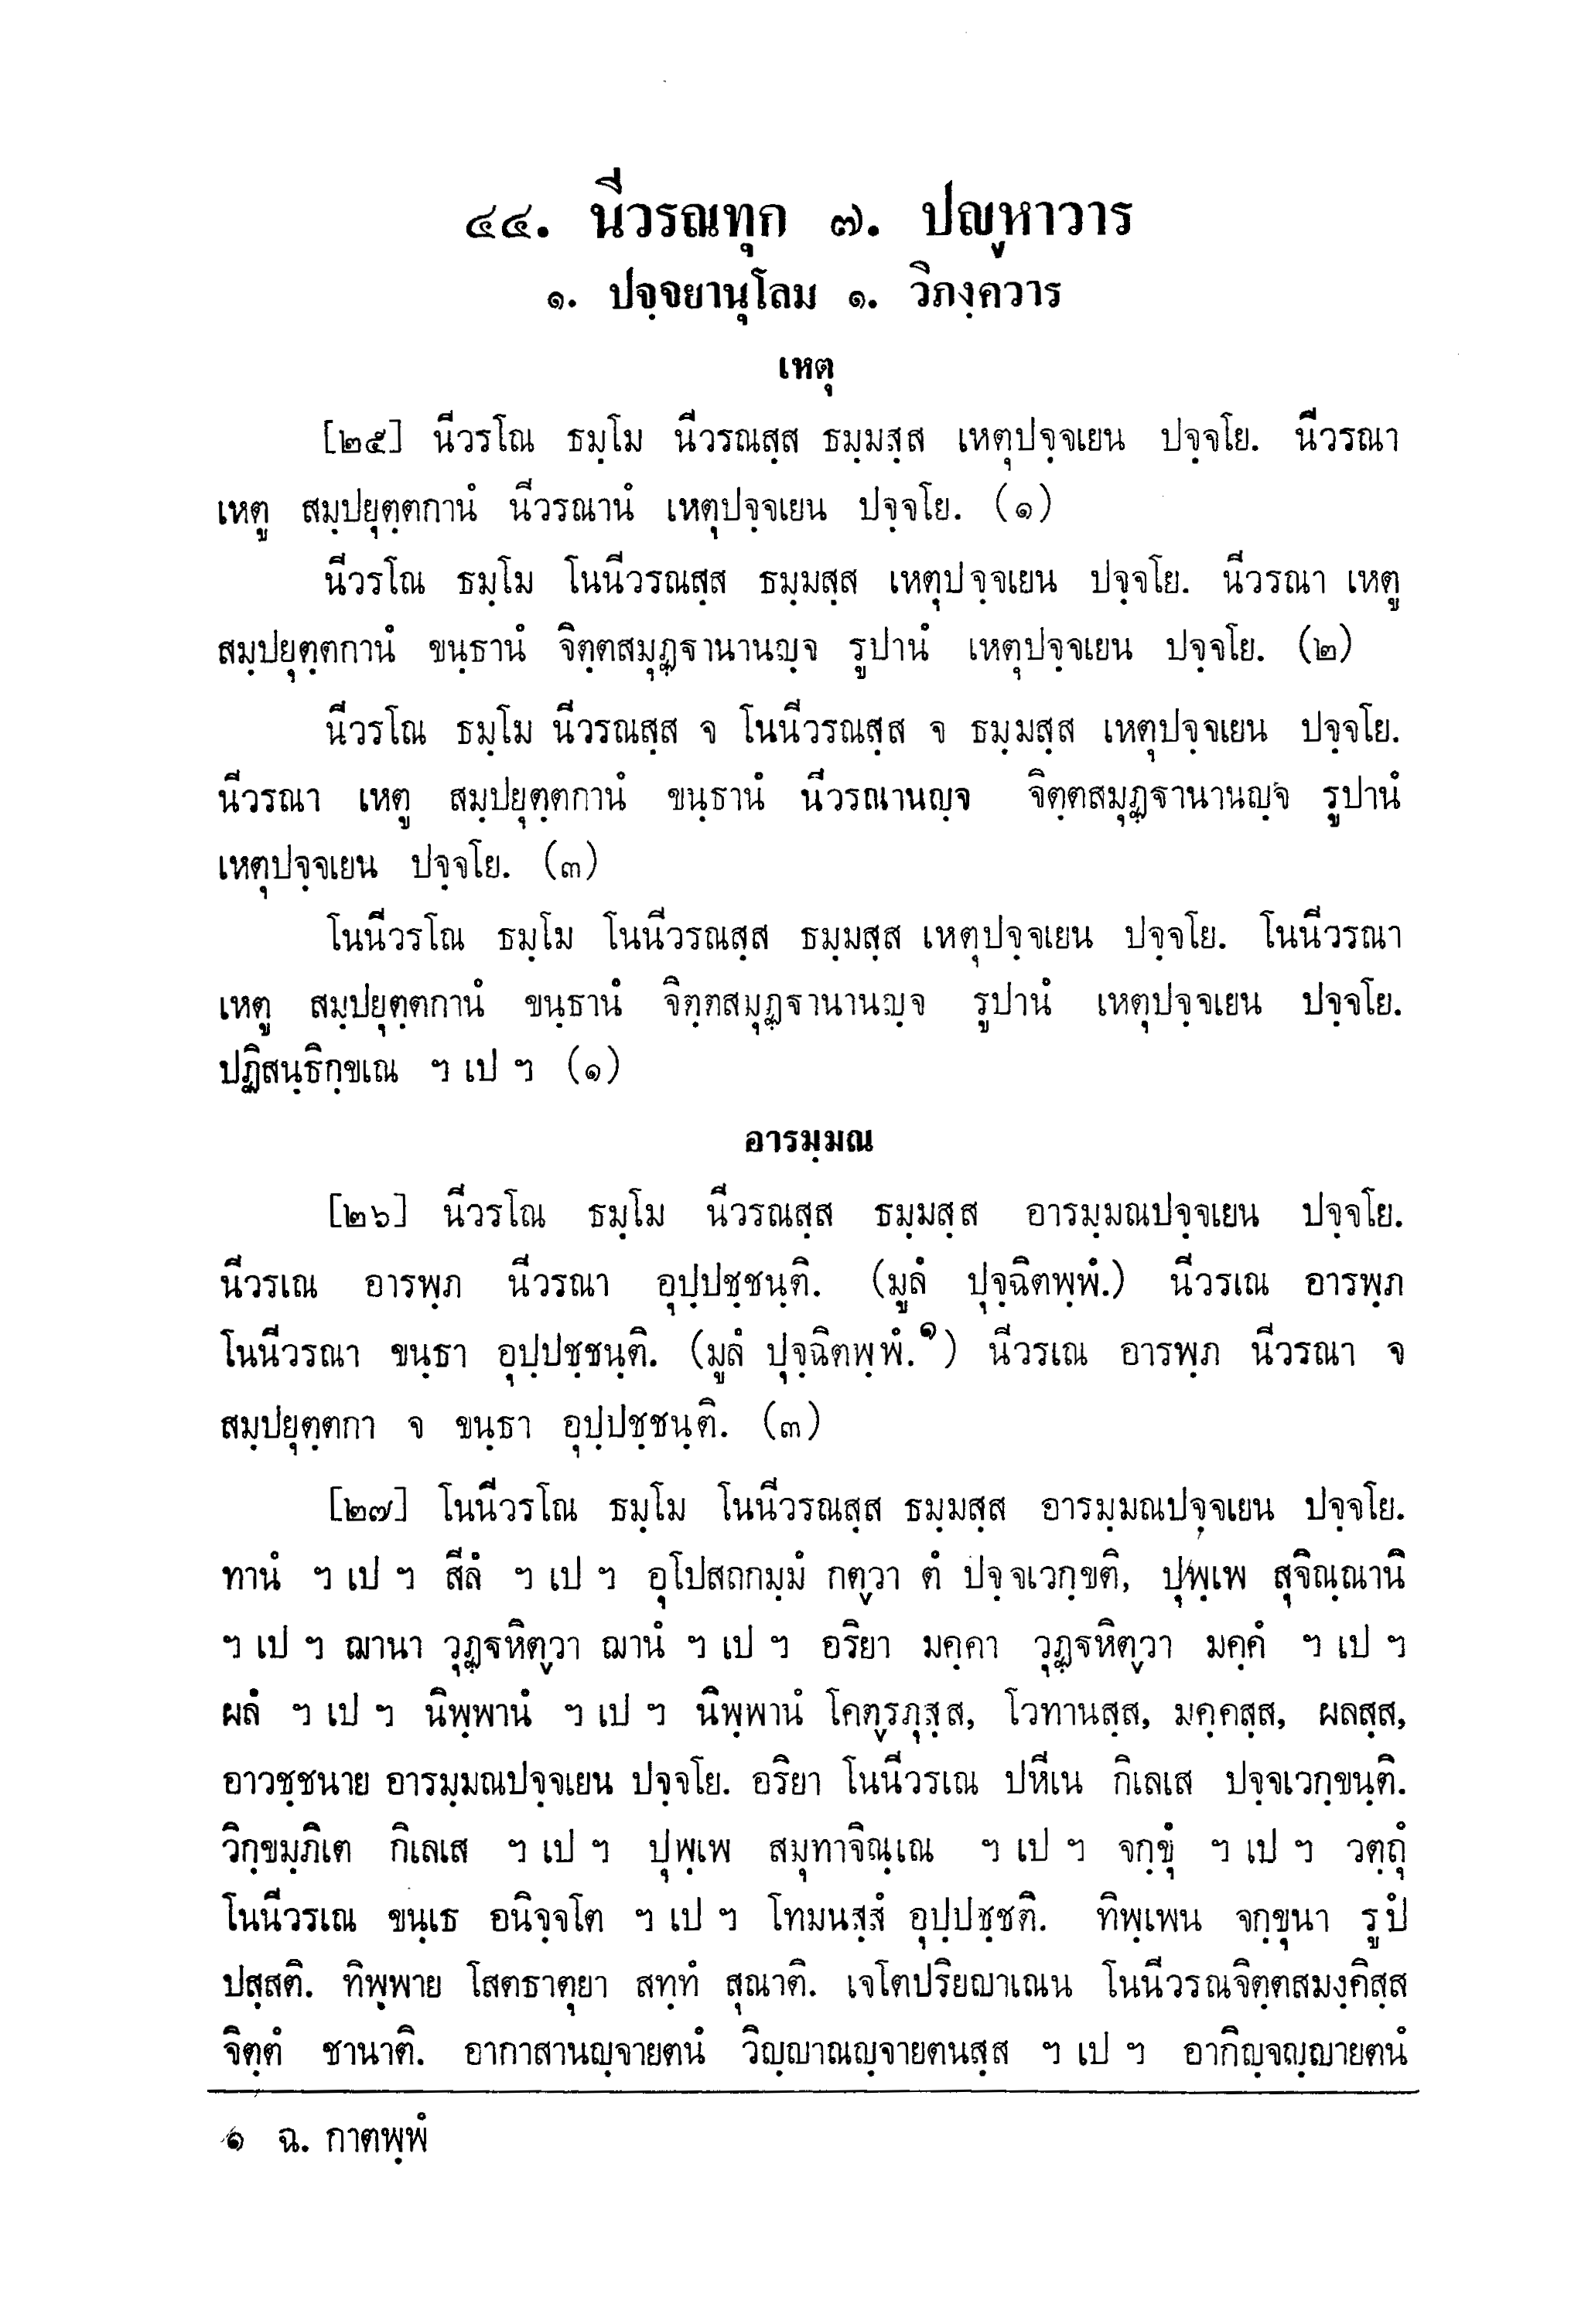 ๔๔. นีวรณทุก ๗. ปญฺหาวาร
๑. ปจฺจยานุโลม ๑. วิภงฺควาร
เหตุ
[๒๕] นีวรโณ ธมฺโม นีวรณสฺส ธมฺมสฺส เหตุปจฺจเยน ปจฺจโย. นีวรณา
เหตู สมฺปยุตฺตกานํ นีวรณานํ เหตุปจฺจเยน ปจฺจโย. (๑)
นีวรโณ ธมฺโม โนนีวรณสฺส ธมฺมสฺส เหตุปจฺจเยน ปจฺจโย. นีวรณา เหตู
สมฺปยุตฺตกานํ ขนฺธานํ จิตฺตสมุฏฺฐานานญฺจ รูปานํ เหตุปจฺจเยน ปจฺจโย. (๒)
นีวรโณ ธมฺโม นีวรณสฺส จ โนนีวรณสฺส จ ธมฺมสฺส เหตุปจฺจเยน ปจฺจโย.
นีวรณา เหตู สมฺปยุตฺตกานํ ขนฺธานํ นีวรณานญฺจ จิตฺตสมุฏฺฐานานญฺจ รูปานํ
เหตุปจฺจเยน ปจฺจโย. (๓)
โนนีวรโณ ธมฺโม โนนีวรณสฺส ธมฺมสฺส เหตุปจฺจเยน ปจฺจโย. โนนีวรณา
เหตู สมฺปยุตฺตกานํ ขนฺธานํ จิตฺตสมุฏฺฐานานญฺจ รูปานํ เหตุปจฺจเยน ปจฺจโย.
ปฏิสนฺธิกฺขเณ ฯ เป ฯ (๑)
อารมฺมณ
[๒๖] นีวรโณ ธมฺโม นีวรณสฺส ธมฺมสฺส อารมฺมณปจฺจเยน ปจฺจโย.
นีวรเณ อารพฺภ นีวรณา อุปฺปชฺชนฺติ. (มูลํ ปุจฺฉิตพฺพํ.) นีวรเณ อารพฺภ
โนนีวรณา ขนฺธา อุปฺปชฺชนฺติ. (มูลํ ปุจฺฉิตพฺพํ.๑) นีวรเณ อารพฺภ นีวรณา จ
สมฺปยุตฺตกา จ ขนฺธา อุปฺปชฺชนฺติ. (๓)
[๒๗] โนนีวรโณ ธมฺโม โนนีวรณสฺส ธมฺมสฺส อารมฺมณปจฺจเยน ปจฺจโย.
ทานํ ฯ เป ฯ สีลํ ฯ เป ฯ อุโปสถกมฺมํ กตฺวา ตํ ปจฺจเวกฺขติ, ปุพฺเพ สุจิณฺณานิ
ฯ เป ฯ ฌานา วุฏฺฐหิตฺวา ฌานํ ฯ เป ฯ อริยา มคฺคา วุฏฺฐหิตฺวา มคฺคํ ฯ เป ฯ
ผลํ ฯ เป ฯ นิพฺพานํ ฯ เป ฯ นิพฺพานํ โคตฺรภุสฺส, โวทานสฺส, มคฺคสฺส, ผลสฺส,
อาวชฺชนาย อารมฺมณปจฺจเยน ปจฺจโย. อริยา โนนีวรเณ ปหีเน กิเลเส ปจฺจเวกฺขนฺติ.
วิกฺขมฺภิเต กิเลเส ฯ เป ฯ ปุพฺเพ สมุทาจิณฺเณ ฯ เป ฯ จกฺขุํ ฯ เป ฯ วตฺถุํ
โนนีวรเณ ขนฺเธ อนิจฺจโต ฯ เป ฯ โทมนสฺสํ อุปฺปชฺชติ. ทิพฺเพน จกฺขุนา รูปํ
ปสฺสติ. ทิพฺพาย โสตธาตุยา สทฺทํ สุณาติ. เจโตปริยญาเณน โนนีวรณจิตฺตสมงฺคิสฺส
จิตฺตํ ชานาติ. อากาสานญฺจายตนํ วิญฺญาณญฺจายตนสฺส ฯ เป ฯ อากิญฺจญฺญายตนํ
๑ ฉ. กาตพฺพํ